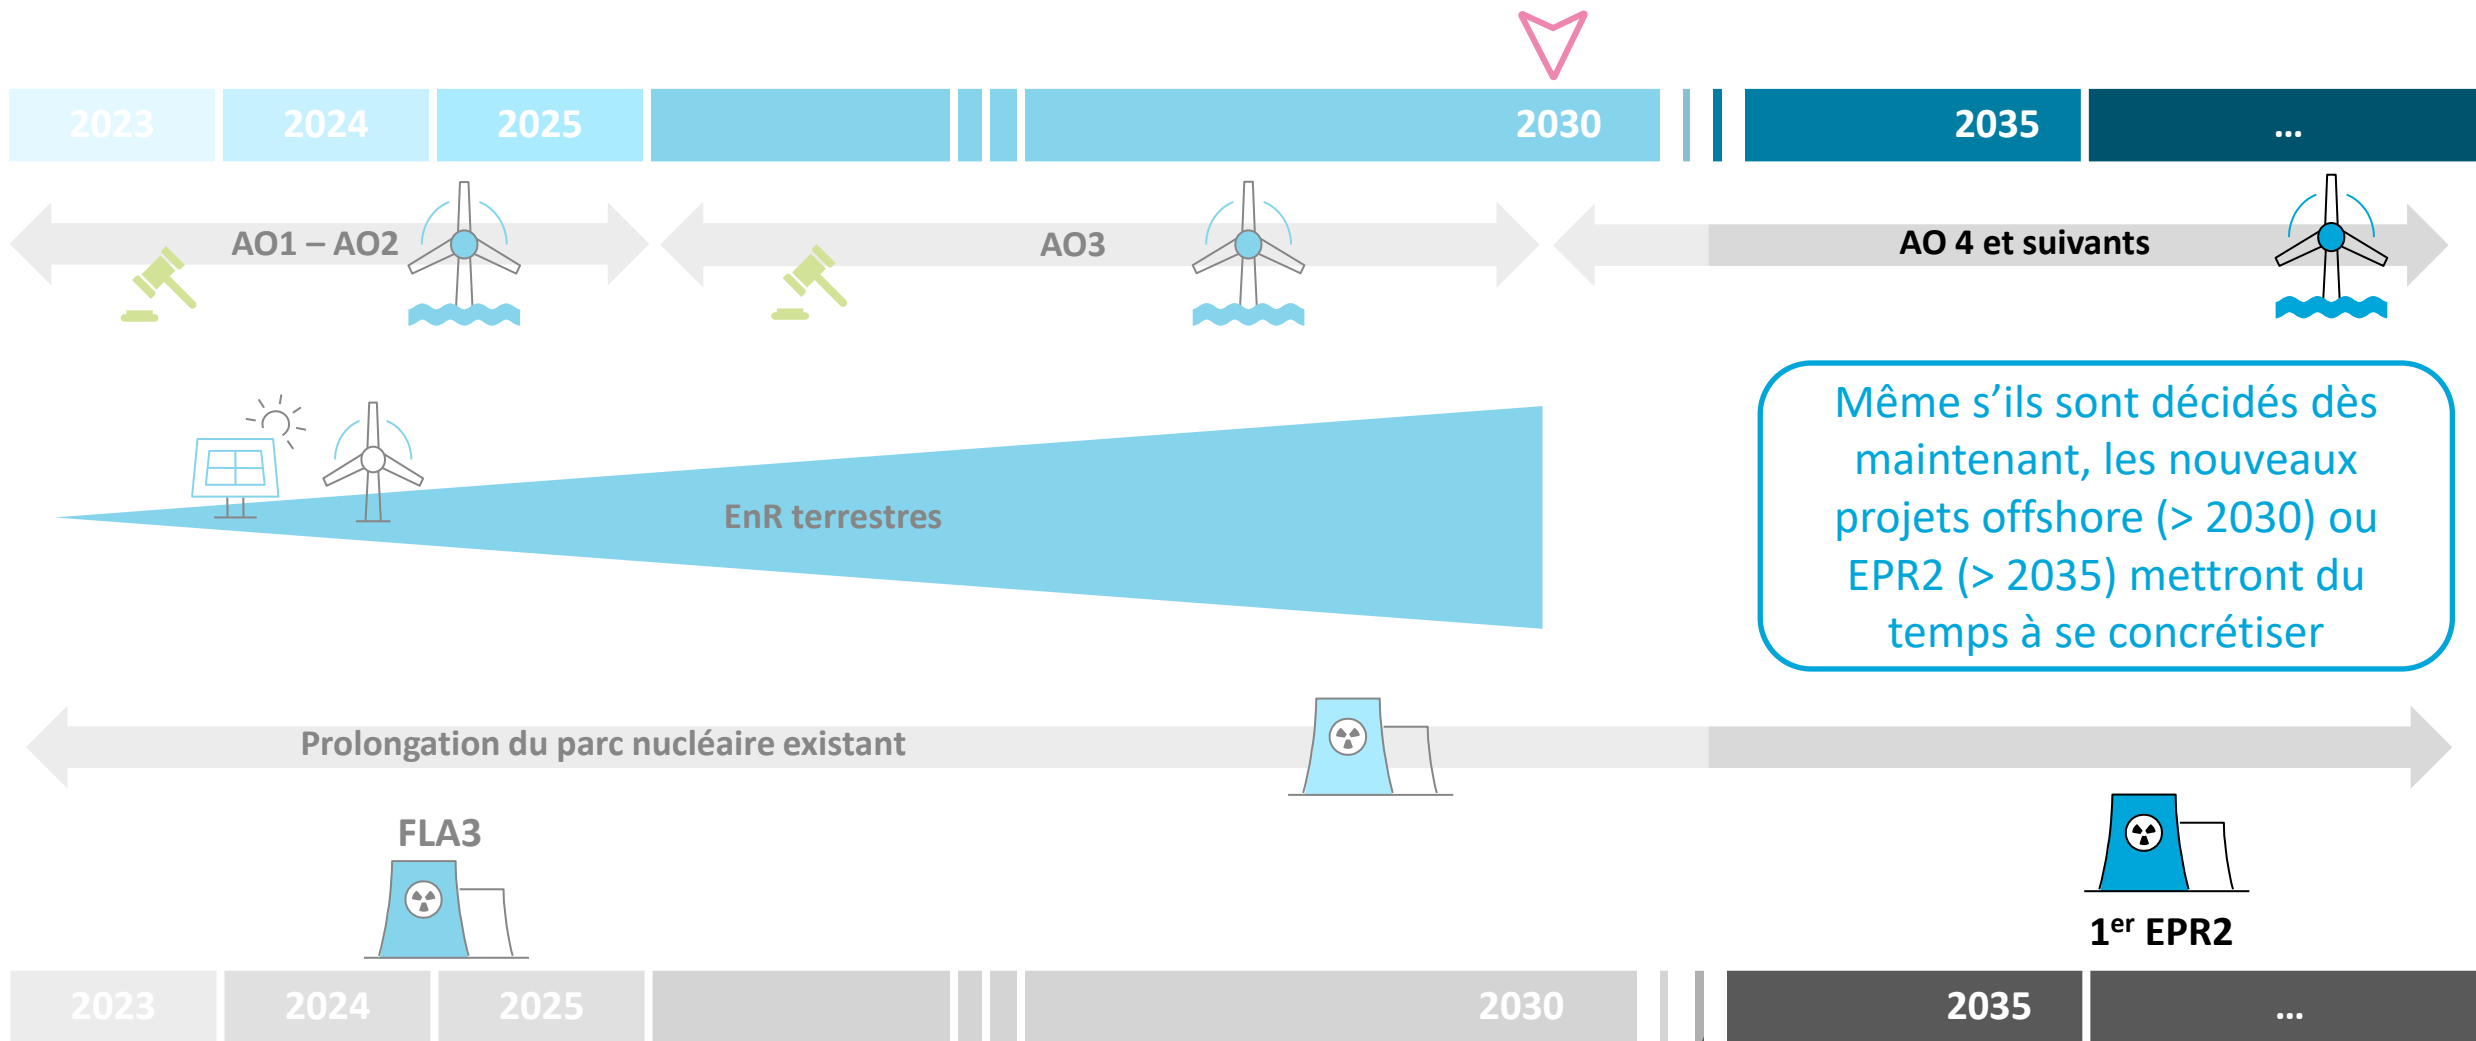 2023 2024 2025 2030 2035 ...
AO1 – AO2 AO3 AO 4 et suivants
Même s’ils sont décidés dès
maintenant, les nouveaux
projets offshore (> 2030) ou
EPR2 (> 2035) mettront du
temps à se concrétiser
EnR terrestres
Prolongation du parc nucléaire existant
FLA3
1er EPR2
2023 2024 2025 2030 2035 ...